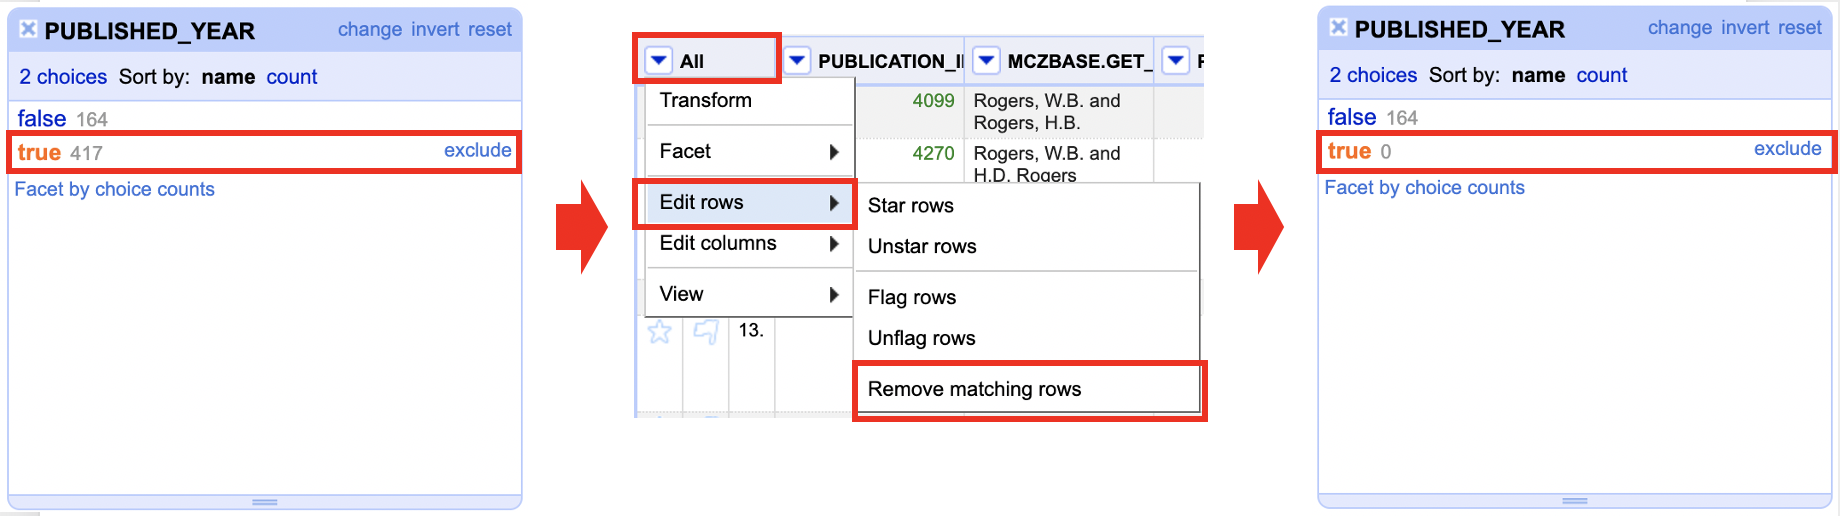 PUBLISHED_YEAR change invert reset
2 choices Sort by: name count
false 164
true 417 exclude
Facet by choice counts
All PUBLICATION_I MCZBASE.GET_
Transform
Facet
Edit rows
Edit columns
View
4099 Rogers, W.B. and
Rogers, H.B.
4270 Rogers, W.B. and
H.D. Rogers
Star rows
Unstar rows
Flag rows
Unflag rows
Remove matching rows
13.
PUBLISHED_YEAR change invert reset
2 choices Sort by: name count
false 164
true 0 exclude
Facet by choice counts